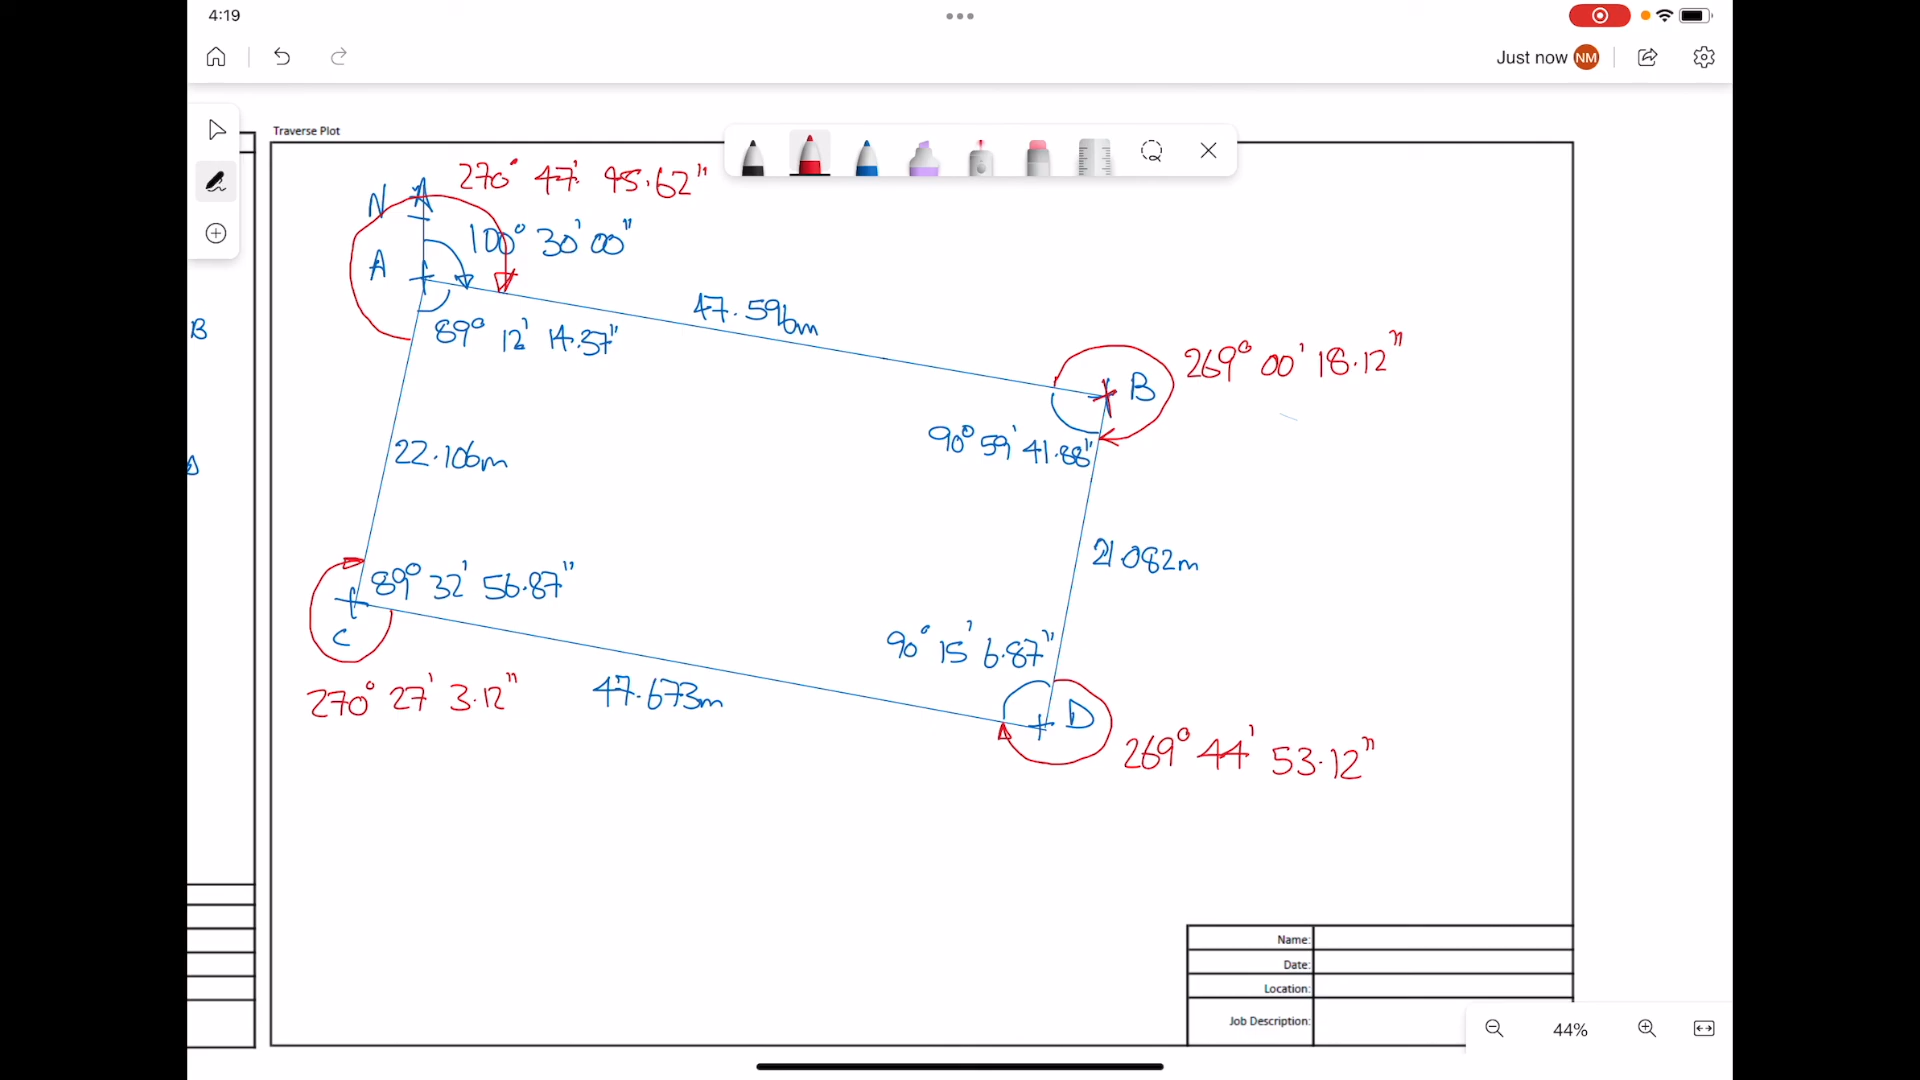 4:19
Just now NM
Traverse Plot
270° 47' 45.62"
N
100° 30' 00"
A
47.596m
B
89° 12' 14.37"
269° 00' 18.12"
B
90° 59' 41.88"
22.106m
21.082m
89° 32' 56.87"
C
90° 15' 6.87"
270° 27' 3.12"
47.673m
D
269° 44' 53.12"
Name:
Date:
Location:
Job Description:
44%